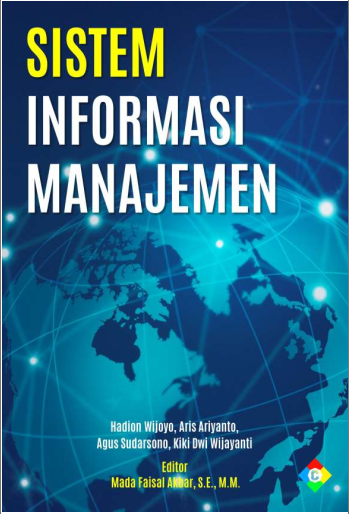 SISTEM
INFORMASI
MANAJEMEN
Hadion Wijoyo, Aris Ariyanto,
Agus Sudarsono, Kiki Dwi Wijayanti
Editor
Mada Faisal Akbar, S.E., M.M.
C